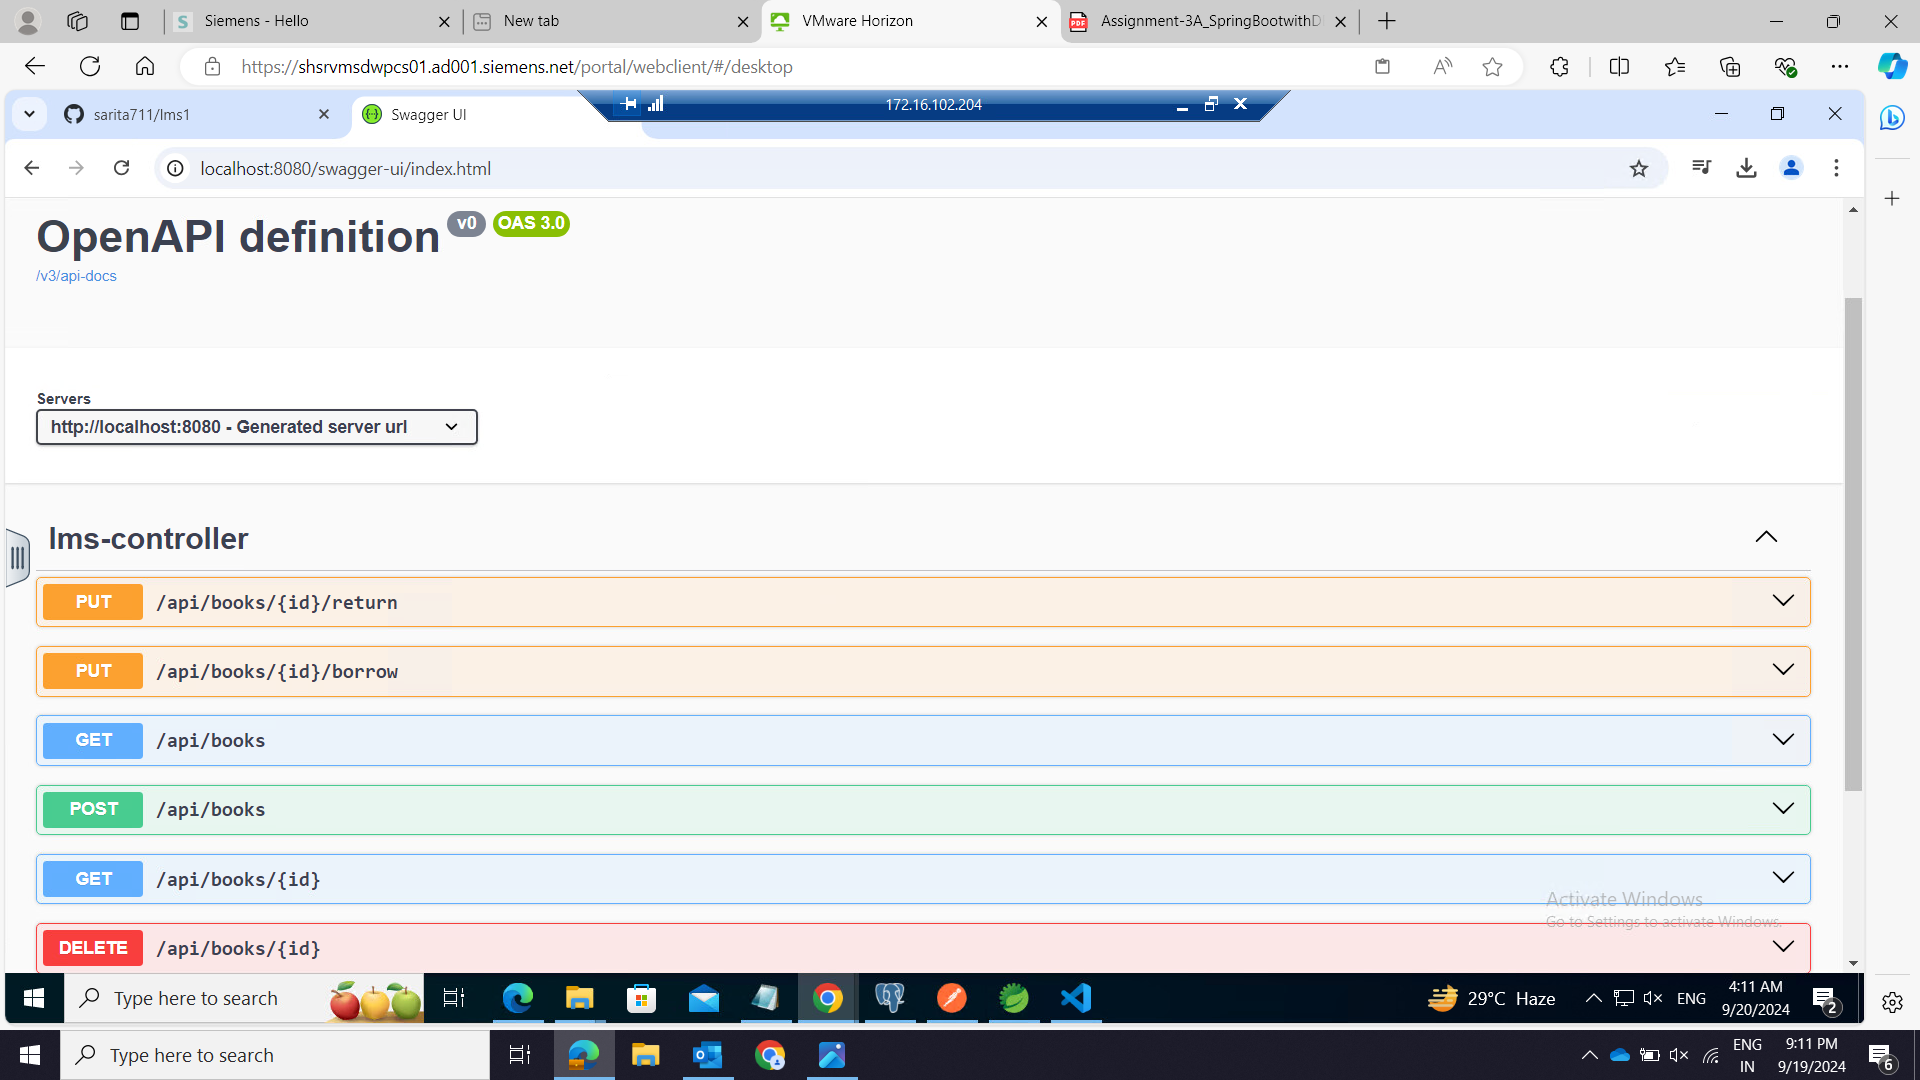 Siemens - Hello
New tab
VMware Horizon
Assignment-3A_SpringBootwithD
https://shsrvmsdwpcs01.ad001.siemens.net/portal/webclient/#/desktop
sarita711/lms1
Swagger UI
172.16.102.204
localhost:8080/swagger-ui/index.html
OpenAPI definition v0 OAS 3.0
/v3/api-docs
Servers
http://localhost:8080 - Generated server url
lms-controller
PUT /api/books/{id}/return
PUT /api/books/{id}/borrow
GET /api/books
POST /api/books
GET /api/books/{id}
Activate Windows
Go to Settings to activate Windows.
DELETE /api/books/{id}
Type here to search
29°C Haze
ENG
4:11 AM
9/20/2024
2
Type here to search
ENG
IN
9:11 PM
9/19/2024
6